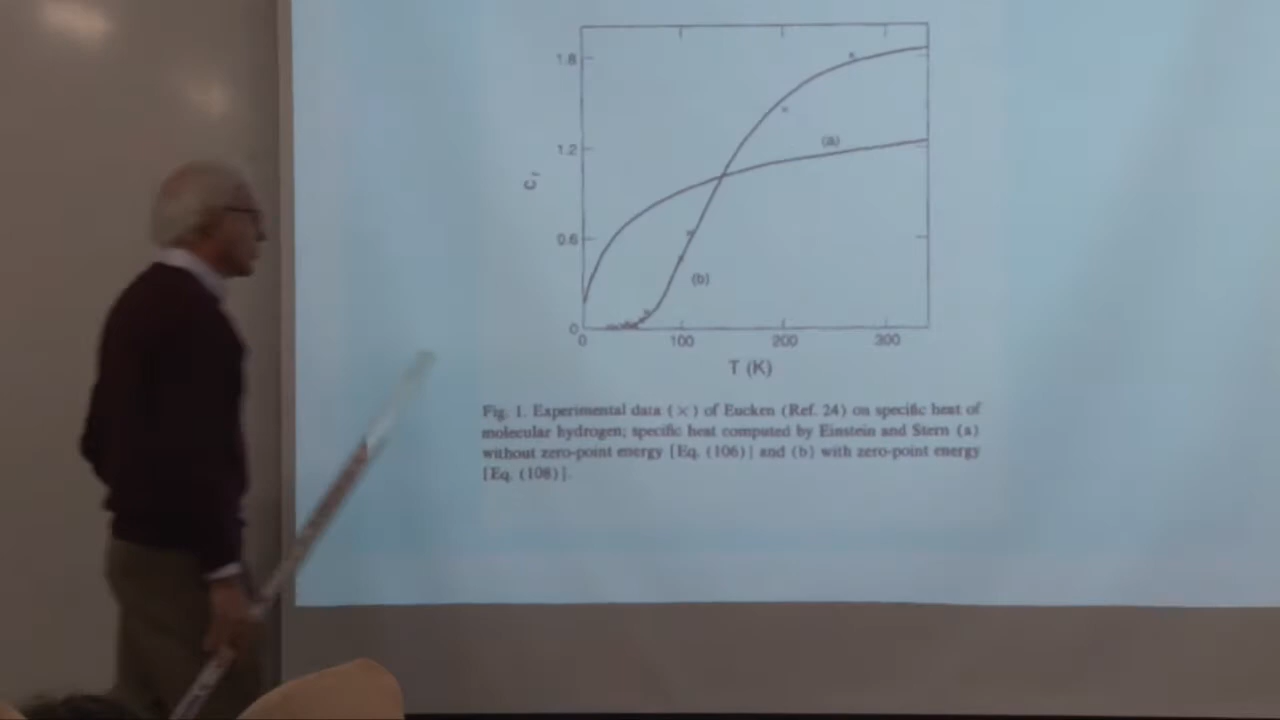 1.8
1.2
0.6
0
0 100 200 300
(a)
(b)
T (K)
Fig. 1. Experimental data (×) of Eucken (Ref. 24) on specific heat of
molecular hydrogen; specific heat computed by Einstein and Stern (a)
without zero-point energy [Eq. (106)] and (b) with zero-point energy
[Eq. (108)].